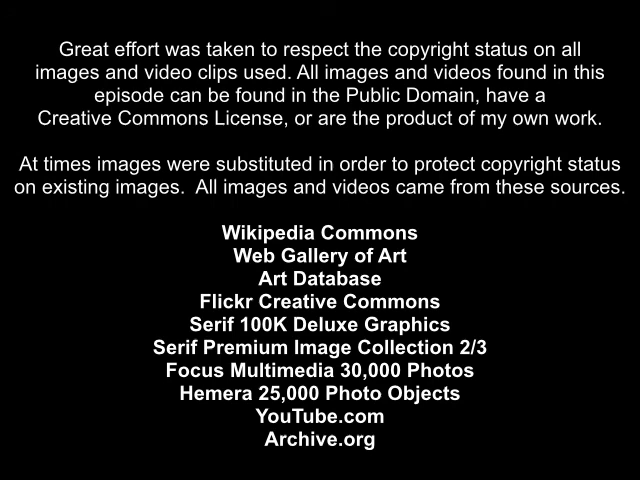 Great effort was taken to respect the copyright status on all
images and video clips used. All images and videos found in this
episode can be found in the Public Domain, have a
Creative Commons License, or are the product of my own work.
At times images were substituted in order to protect copyright status
on existing images.  All images and videos came from these sources.
Wikipedia Commons
Web Gallery of Art
Art Database
Flickr Creative Commons
Serif 100K Deluxe Graphics
Serif Premium Image Collection 2/3
Focus Multimedia 30,000 Photos
Hemera 25,000 Photo Objects
YouTube.com
Archive.org